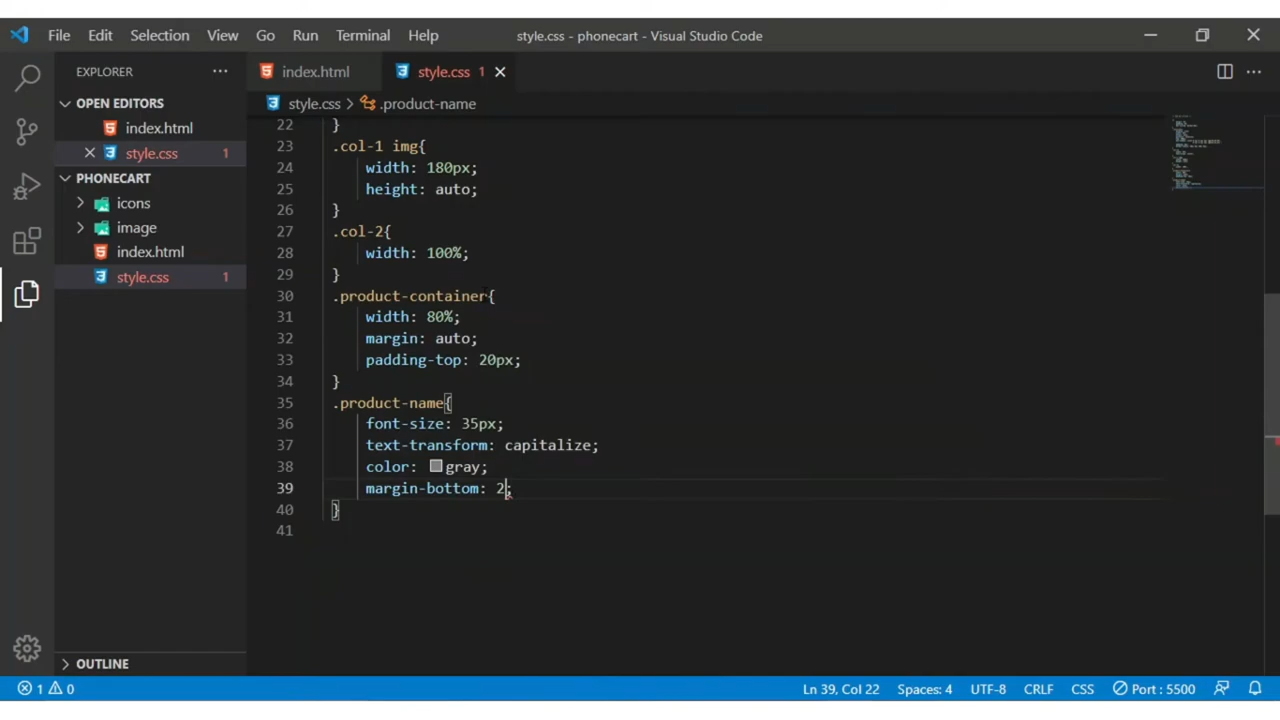 File Edit Selection View Go Run Terminal Help style.css - phonecart - Visual Studio Code
EXPLORER ··· index.html style.css 1
OPEN EDITORS
index.html
style.css 1
PHONECART
icons
image
index.html
style.css 1
OUTLINE
style.css > .product-name
22 }
23 .col-1 img{
24 width: 180px;
25 height: auto;
26 }
27 .col-2{
28 width: 100%;
29 }
30 .product-container{
31 width: 80%;
32 margin: auto;
33 padding-top: 20px;
34 }
35 .product-name{
36 font-size: 35px;
37 text-transform: capitalize;
38 color: gray;
39 margin-bottom: 2;
40 }
41
1 0 Ln 39, Col 22 Spaces: 4 UTF-8 CRLF CSS Port : 5500